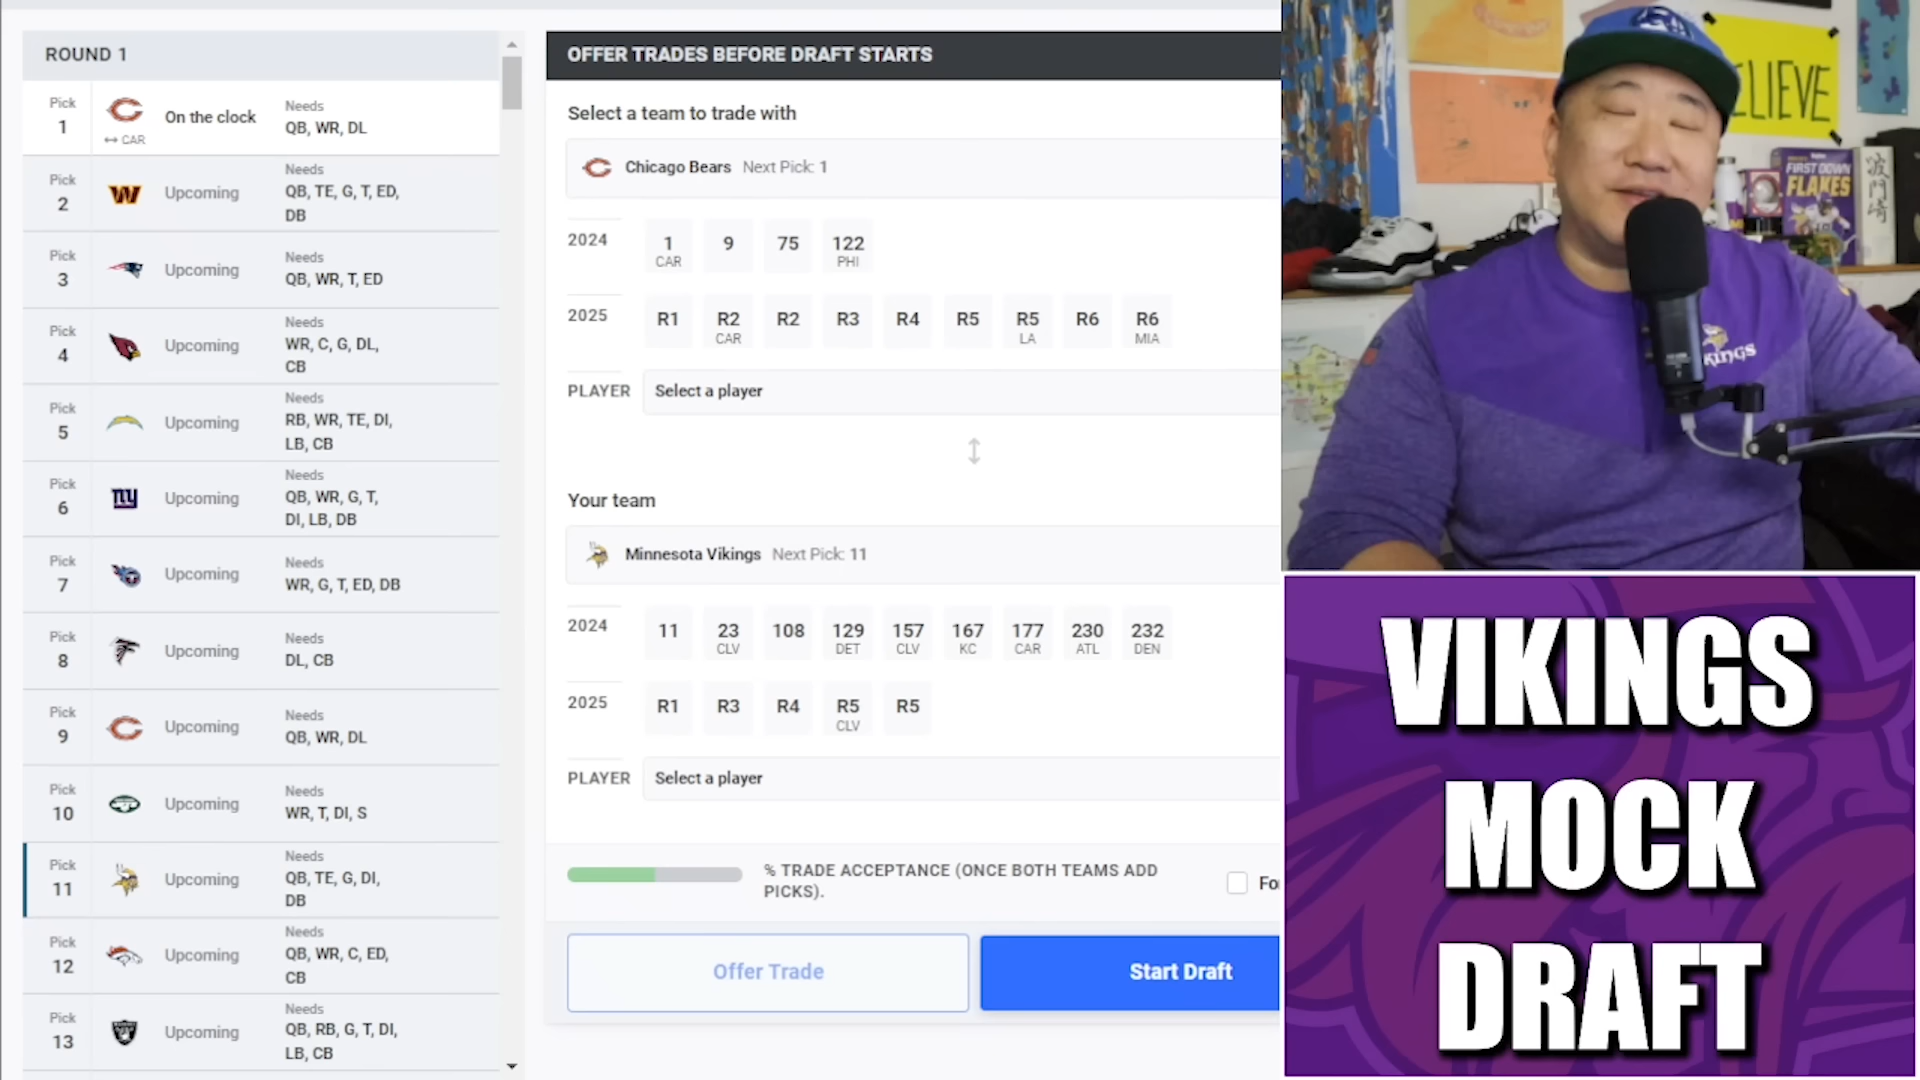 ROUND 1
Pick
1
CAR
On the clock
Needs
QB, WR, DL
Pick
2
Upcoming
Needs
QB, TE, G, T, ED,
DB
Pick
3
Upcoming
Needs
QB, WR, T, ED
Pick
4
Upcoming
Needs
WR, C, G, DL,
CB
Pick
5
Upcoming
Needs
RB, WR, TE, DI,
LB, CB
Pick
6
ny
Upcoming
Needs
QB, WR, G, T,
DI, LB, DB
Pick
7
Upcoming
Needs
WR, G, T, ED, DB
Pick
8
Upcoming
Needs
DL, CB
Pick
9
Upcoming
Needs
QB, WR, DL
Pick
10
Upcoming
Needs
WR, T, DI, S
Pick
11
Upcoming
Needs
QB, TE, G, DI,
DB
Pick
12
Upcoming
Needs
QB, WR, C, ED,
CB
Pick
13
Upcoming
Needs
QB, RB, G, T, DI,
LB, CB
OFFER TRADES BEFORE DRAFT STARTS
Select a team to trade with
Chicago Bears Next Pick: 1
2024
1 9 75 122
CAR PHI
2025
R1 R2 R2 R3 R4 R5 R5 R6 R6
CAR LA MIA
PLAYER Select a player
Your team
Minnesota Vikings Next Pick: 11
2024
11 23 108 129 157 167 177 230 232
CLV DET CLV KC CAR ATL DEN
2025
R1 R3 R4 R5 R5
CLV
PLAYER Select a player
% TRADE ACCEPTANCE (ONCE BOTH TEAMS ADD
PICKS).
Fo
Offer Trade
Start Draft
ELIEVE
FIRST DOWN
FLAKES
波
門
崎
kings
VIKINGS
MOCK
DRAFT